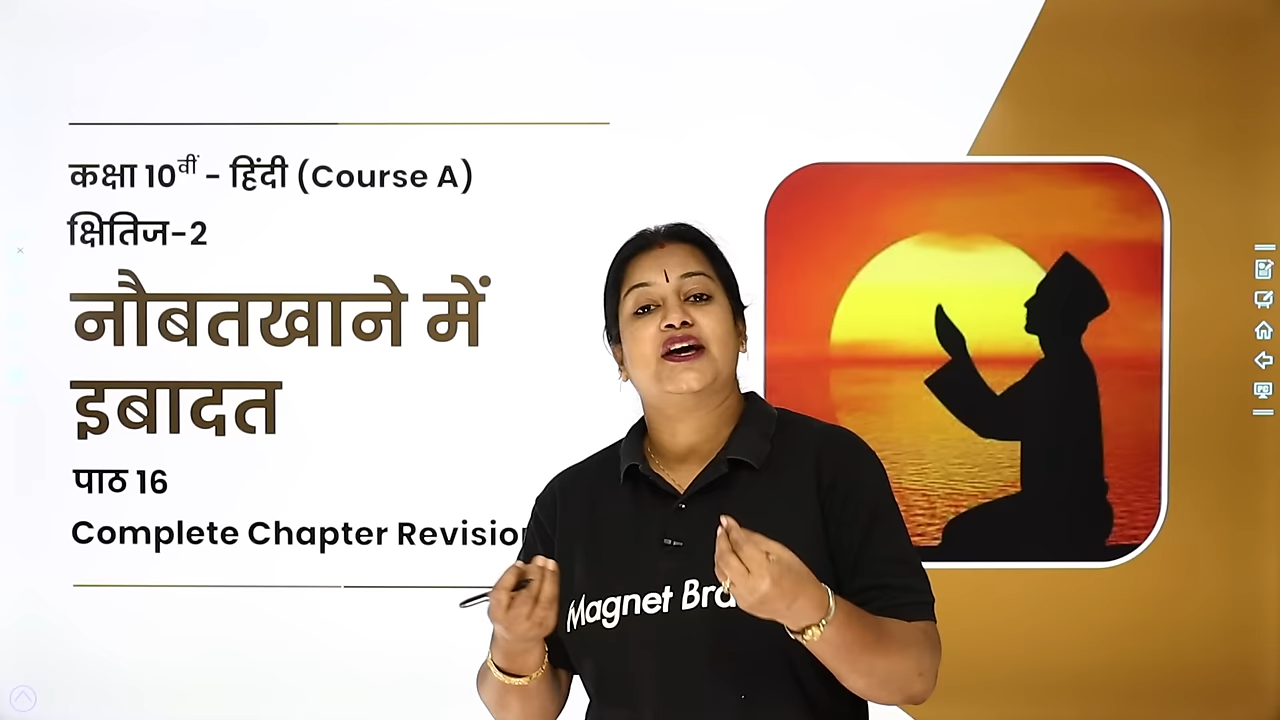 कक्षा 10वीं - हिंदी (Course A)
क्षितिज-2
नौबतखाने में
इबादत
पाठ 16
Complete Chapter Revision
Magnet Bra